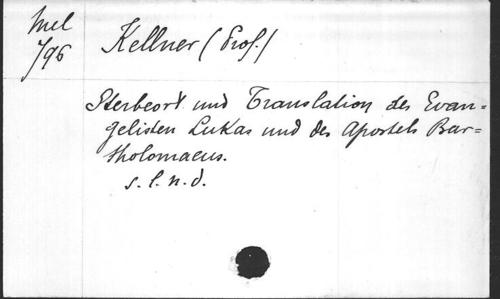 Mel
796
Kellner (Prof.)
Sterbeort und Translation des Evan=
gelisten Lukas und des Apostels Bar=
tholomaeus.
s. l. n. d.